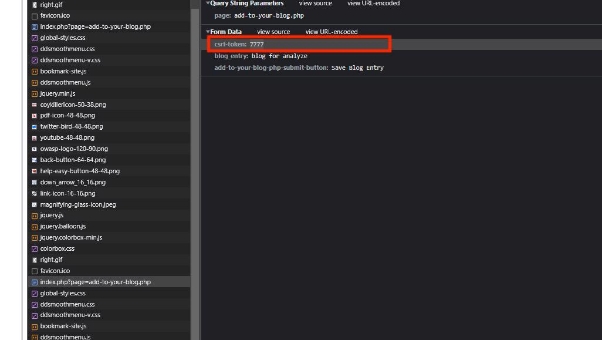 right.gif
favicon.ico
index.php?page=add-to-your-blog.php
global-styles.css
ddsmoothmenu.css
ddsmoothmenu-v.css
bookmark-site.js
ddsmoothmenu.js
jquery.min.js
coykillericon-50-38.png
pdf-icon-48-48.png
twitter-bird-48-48.png
youtube-48-48.png
owasp-logo-120-90.png
back-button-64-64.png
help-easy-button-48-48.png
down_arrow_16_16.png
link-icon-16-16.png
magnifying-glass-icon.jpeg
jquery.js
jquery.balloon.js
jquery.colorbox-min.js
colorbox.css
right.gif
favicon.ico
index.php?page=add-to-your-blog.php
global-styles.css
ddsmoothmenu.css
ddsmoothmenu-v.css
bookmark-site.js
ddsmoothmenu.js
▼Query String Parameters view source view URL-encoded
page: add-to-your-blog.php
▼Form Data view source view URL-encoded
csrf-token: 7777
blog entry: blog for analyze
add-to-your-blog-php-submit-button: Save Blog Entry